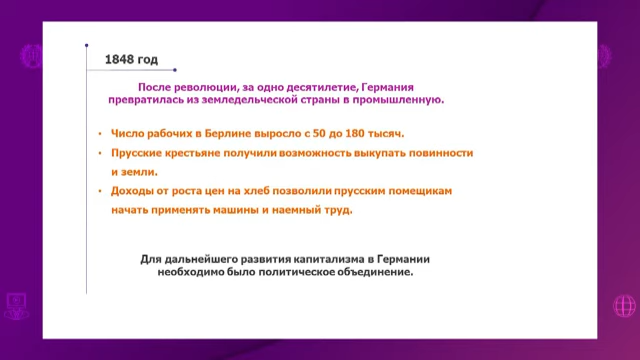 1848 год
После революции, за одно десятилетие, Германия
превратилась из земледельческой страны в промышленную.
• Число рабочих в Берлине выросло с 50 до 180 тысяч.
• Прусские крестьяне получили возможность выкупать повинности
и земли.
• Доходы от роста цен на хлеб позволили прусским помещикам
начать применять машины и наемный труд.
Для дальнейшего развития капитализма в Германии
необходимо было политическое объединение.